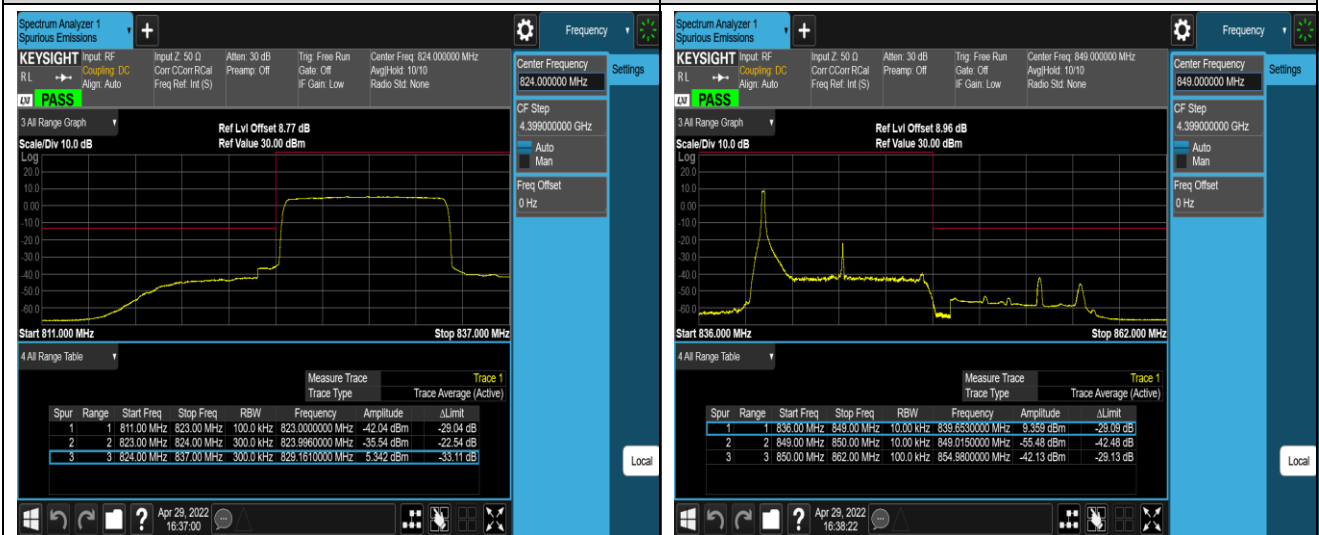 Spectrum Analyzer 1
Spurious Emissions
+
Frequency
KEYSIGHT Input: RF Input Z: 50 Ω Atten: 30 dB Trig: Free Run Center Freq: 824.000000 MHz
RL Coupling: DC Corr CCorr RCal Preamp: Off Gate: Off Avg|Hold: 10/10
Align: Auto Freq Ref: Int (S) IF Gain: Low Radio Std: None
LXI PASS
Center Frequency Settings
824.000000 MHz
CF Step
4.399000000 GHz
Auto
Man
Freq Offset
0 Hz
3 All Range Graph
Ref Lvl Offset 8.77 dB
Scale/Div 10.0 dB Ref Value 30.00 dBm
Log
20.0
10.0
0.00
-10.0
-20.0
-30.0
-40.0
-50.0
-60.0
Start 811.000 MHz Stop 837.000 MHz
4 All Range Table
Measure Trace Trace 1
Trace Type Trace Average (Active)
Spur Range Start Freq Stop Freq RBW Frequency Amplitude ΔLimit
1 1 811.00 MHz 823.00 MHz 100.0 kHz 823.0000000 MHz -42.04 dBm -29.04 dB
2 2 823.00 MHz 824.00 MHz 300.0 kHz 823.9960000 MHz -35.54 dBm -22.54 dB
3 3 824.00 MHz 837.00 MHz 300.0 kHz 829.1610000 MHz 5.342 dBm -33.11 dB
Local
? Apr 29, 2022
16:37:00
Spectrum Analyzer 1
Spurious Emissions
+
Frequency
KEYSIGHT Input: RF Input Z: 50 Ω Atten: 30 dB Trig: Free Run Center Freq: 849.000000 MHz
RL Coupling: DC Corr CCorr RCal Preamp: Off Gate: Off Avg|Hold: 10/10
Align: Auto Freq Ref: Int (S) IF Gain: Low Radio Std: None
LXI PASS
Center Frequency Settings
849.000000 MHz
CF Step
4.399000000 GHz
Auto
Man
Freq Offset
0 Hz
3 All Range Graph
Ref Lvl Offset 8.96 dB
Scale/Div 10.0 dB Ref Value 30.00 dBm
Log
20.0
10.0
0.00
-10.0
-20.0
-30.0
-40.0
-50.0
-60.0
Start 836.000 MHz Stop 862.000 MHz
4 All Range Table
Measure Trace Trace 1
Trace Type Trace Average (Active)
Spur Range Start Freq Stop Freq RBW Frequency Amplitude ΔLimit
1 1 836.00 MHz 849.00 MHz 10.00 kHz 839.6530000 MHz 9.359 dBm -29.09 dB
2 2 849.00 MHz 850.00 MHz 10.00 kHz 849.0150000 MHz -55.48 dBm -42.48 dB
3 3 850.00 MHz 862.00 MHz 100.0 kHz 854.9800000 MHz -42.13 dBm -29.13 dB
Local
? Apr 29, 2022
16:38:22